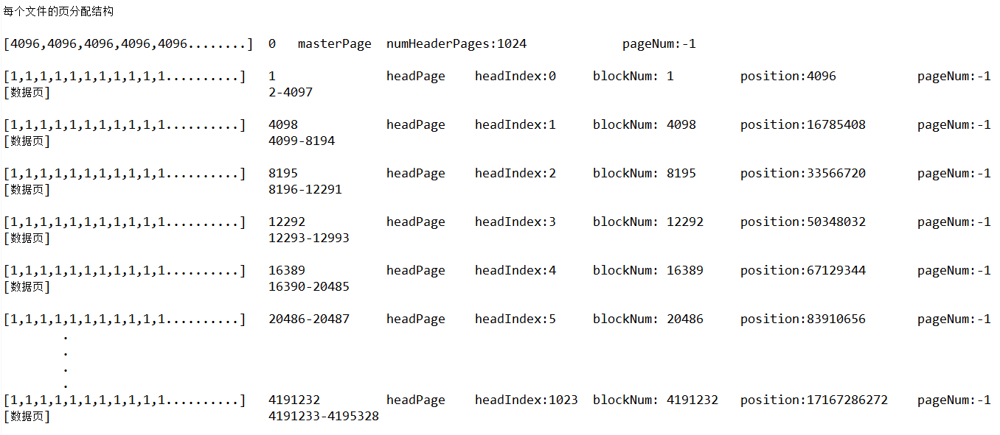 每个文件的页分配结构
[4096,4096,4096,4096,4096........] 0 masterPage numHeaderPages:1024 pageNum:-1
[1,1,1,1,1,1,1,1,1,1,1..........] 1 headPage headIndex:0 blockNum: 1 position:4096 pageNum:-1
[数据页] 2-4097
[1,1,1,1,1,1,1,1,1,1,1..........] 4098 headPage headIndex:1 blockNum: 4098 position:16785408 pageNum:-1
[数据页] 4099-8194
[1,1,1,1,1,1,1,1,1,1,1..........] 8195 headPage headIndex:2 blockNum: 8195 position:33566720 pageNum:-1
[数据页] 8196-12291
[1,1,1,1,1,1,1,1,1,1,1..........] 12292 headPage headIndex:3 blockNum: 12292 position:50348032 pageNum:-1
[数据页] 12293-12993
[1,1,1,1,1,1,1,1,1,1,1..........] 16389 headPage headIndex:4 blockNum: 16389 position:67129344 pageNum:-1
[数据页] 16390-20485
[1,1,1,1,1,1,1,1,1,1,1..........] 20486-20487 headPage headIndex:5 blockNum: 20486 position:83910656 pageNum:-1
.
.
.
.
[1,1,1,1,1,1,1,1,1,1,1..........] 4191232 headPage headIndex:1023 blockNum: 4191232 position:17167286272 pageNum:-1
[数据页] 4191233-4195328